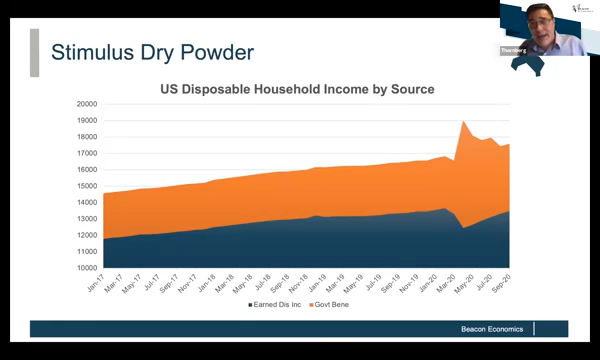 Stimulus Dry Powder
Thornberg
US Disposable Household Income by Source
20000
19000
18000
17000
16000
15000
14000
13000
12000
11000
10000
Jan-17
Mar-17
May-17
Jul-17
Sep-17
Nov-17
Jan-18
Mar-18
May-18
Jul-18
Sep-18
Nov-18
Jan-19
Mar-19
May-19
Jul-19
Sep-19
Nov-19
Jan-20
Mar-20
May-20
Jul-20
Sep-20
Earned Dis Inc
Govt Bene
Beacon Economics